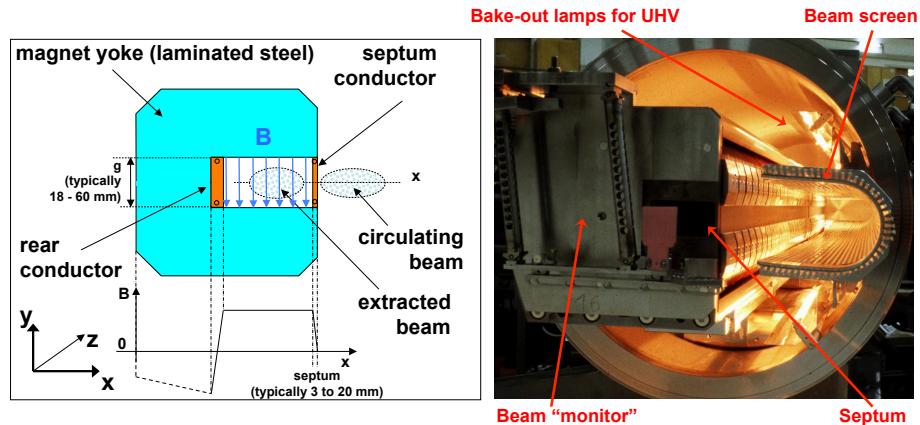 Bake-out lamps for UHV
Beam screen
magnet yoke (laminated steel)
septum
conductor
B
g
(typically
18 - 60 mm)
x
rear
conductor
circulating
beam
extracted
beam
B
0
x
y
z
x
septum
(typically 3 to 20 mm)
16
Beam “monitor”
Septum